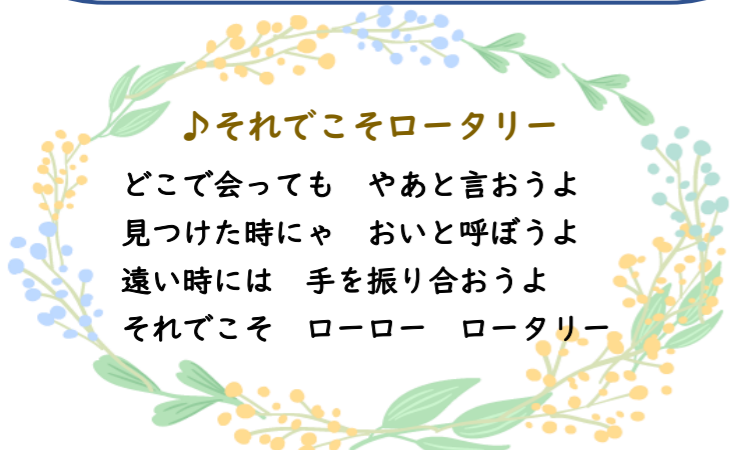 ♪それでこそロータリー
どこで会っても　やあと言おうよ
見つけた時にゃ　おいと呼ぼうよ
遠い時には　手を振り合おうよ
それでこそ　ローロー　ロータリー